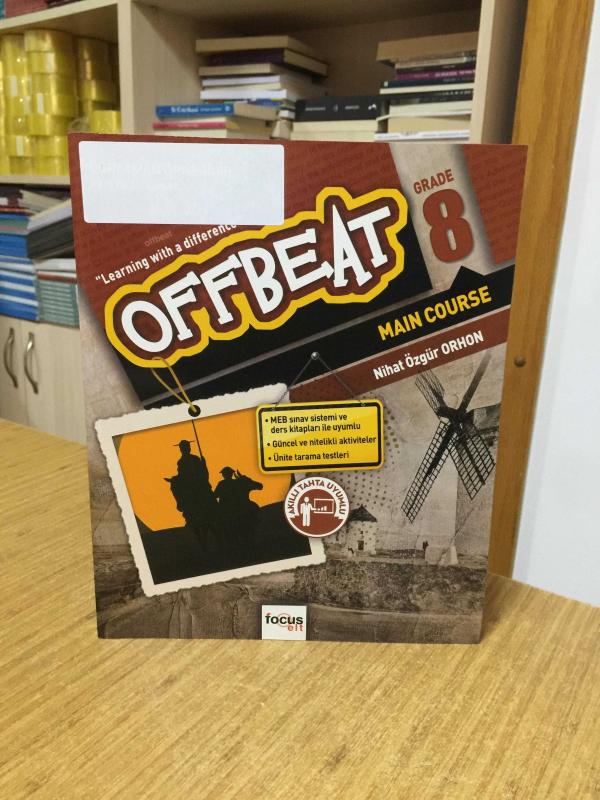 offbeat
"Learning with a difference
OFFBEAT
GRADE
8
MAIN COURSE
Nihat Özgür ORHON
• MEB sınav sistemi ve
ders kitapları ile uyumlu
• Güncel ve nitelikli aktiviteler
• Ünite tarama testleri
AKILLI TAHTA UYUMLU
focus
elt